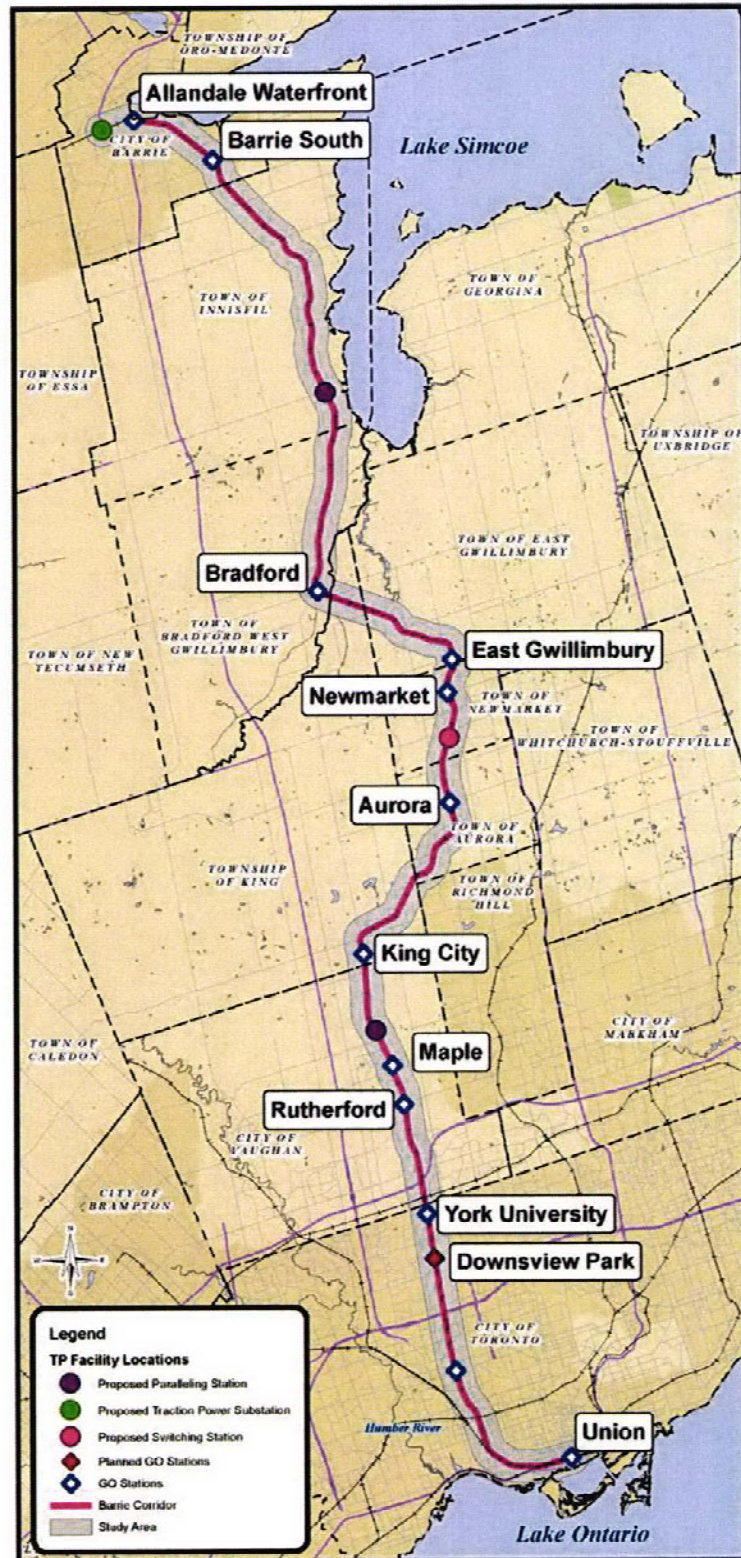 TOWNSHIP OF
ORO-MEDONTE
Allandale Waterfront
CITY OF
BARRIE
Barrie South
Lake Simcoe
TOWN OF
GEORGINA
TOWN OF
INNISFIL
TOWNSHIP
OF ESSA
TOWNSHIP OF
UXBRIDGE
TOWN OF EAST
GWILLIMBURY
Bradford
TOWN OF
BRADFORD WEST
GWILLIMBURY
TOWN OF NEW
TECUMSETH
East Gwillimbury
Newmarket
TOWN OF
NEWMARKET
TOWN OF
WHITCHURCH-STOUFFVILLE
Aurora
TOWN OF
AURORA
TOWNSHIP
OF KING
TOWN OF
RICHMOND
HILL
King City
CITY OF
MARKHAM
TOWN OF
CALEDON
Maple
Rutherford
CITY OF
VAUGHAN
CITY OF
BRAMPTON
York University
Downsview Park
CITY OF
TORONTO
Humber River
Union
Lake Ontario
N
Legend
TP Facility Locations
Proposed Paralleling Station
Proposed Traction Power Substation
Proposed Switching Station
Planned GO Stations
GO Stations
Barrie Corridor
Study Area